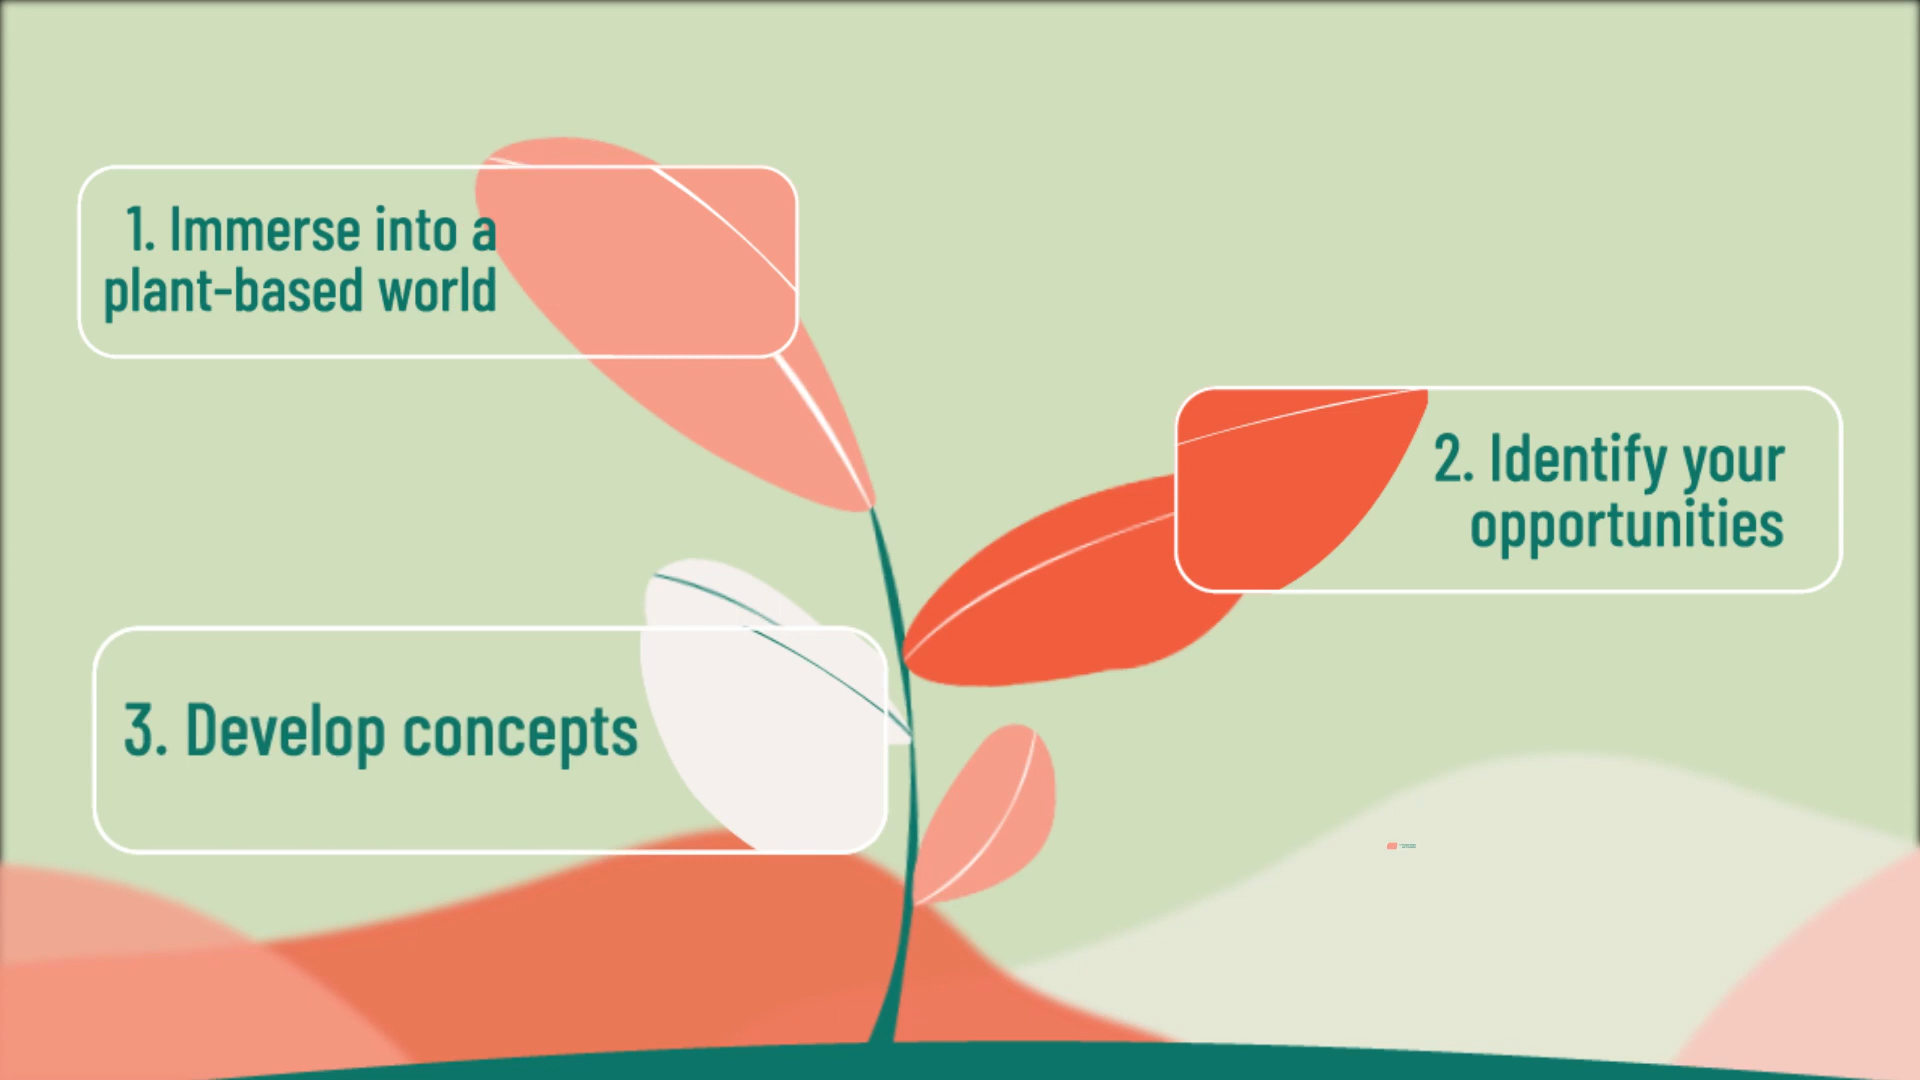 1. Immerse into a
plant-based world
2. Identify your
opportunities
3. Develop concepts